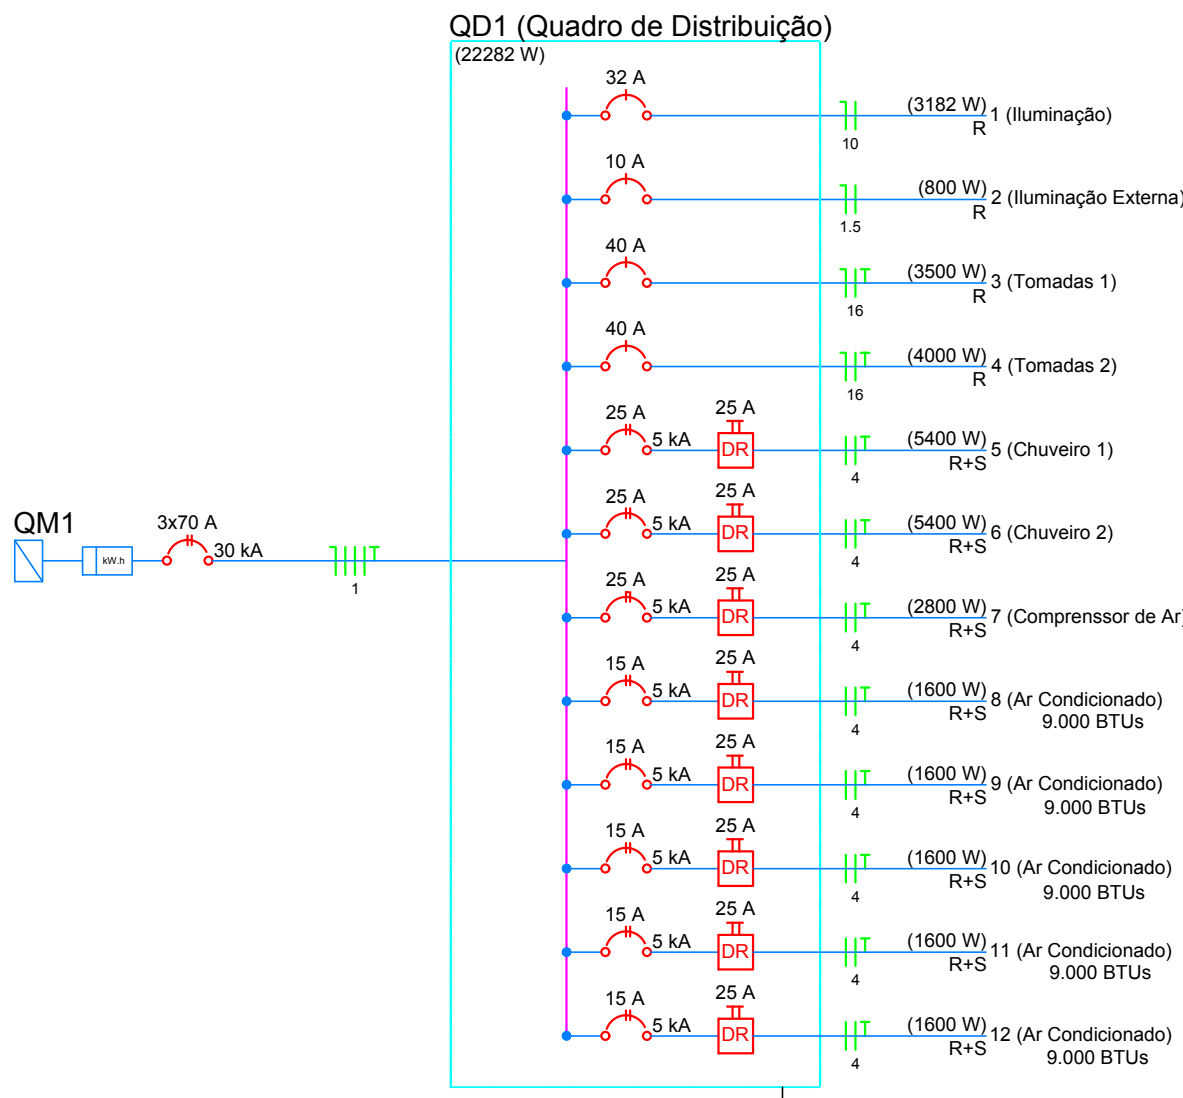 QD1 (Quadro de Distribuição)
(22282 W)
32 A
10
(3182 W)
R
1 (Iluminação)
10 A
1.5
(800 W)
R
2 (Iluminação Externa)
40 A
16
(3500 W)
R
3 (Tomadas 1)
40 A
16
(4000 W)
R
4 (Tomadas 2)
25 A
5 kA
25 A
DR
4
(5400 W)
R+S
5 (Chuveiro 1)
25 A
5 kA
25 A
DR
4
(5400 W)
R+S
6 (Chuveiro 2)
QM1
kW.h
3x70 A
30 kA
T
1
25 A
5 kA
25 A
DR
4
(2800 W)
R+S
7 (Comprenssor de Ar)
15 A
5 kA
25 A
DR
4
(1600 W)
R+S
8 (Ar Condicionado)
9.000 BTUs
15 A
5 kA
25 A
DR
4
(1600 W)
R+S
9 (Ar Condicionado)
9.000 BTUs
15 A
5 kA
25 A
DR
4
(1600 W)
R+S
10 (Ar Condicionado)
9.000 BTUs
15 A
5 kA
25 A
DR
4
(1600 W)
R+S
11 (Ar Condicionado)
9.000 BTUs
15 A
5 kA
25 A
DR
4
(1600 W)
R+S
12 (Ar Condicionado)
9.000 BTUs